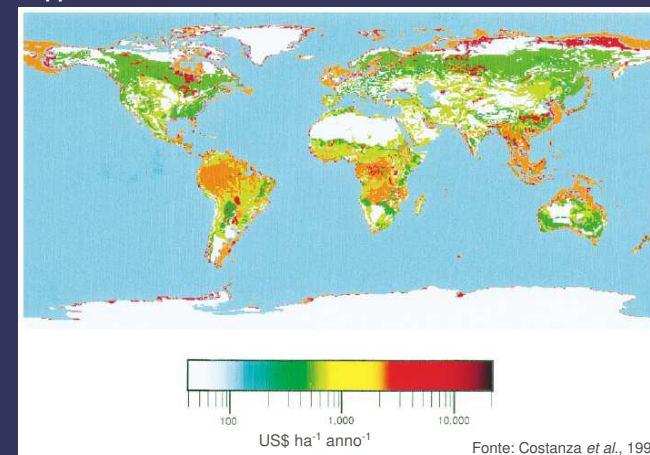 100 1,000 10,000
US$ ha⁻¹ anno⁻¹
Fonte: Costanza et al., 199